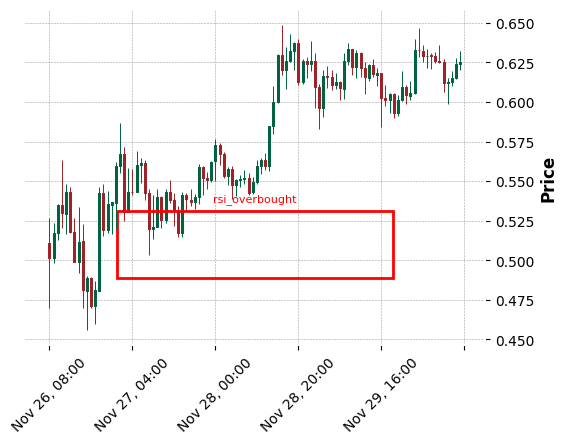 0.650
0.625
0.600
0.575
0.550
0.525
0.500
0.475
0.450
Price
rsi_overbought
Nov 26, 08:00
Nov 27, 04:00
Nov 28, 00:00
Nov 28, 20:00
Nov 29, 16:00